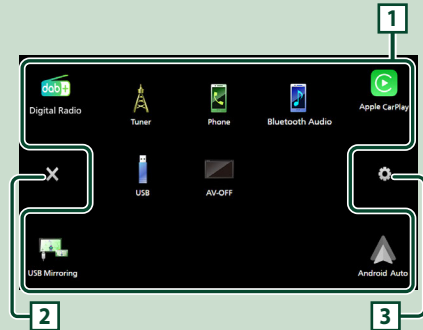 1
dab+
Digital Radio
Tuner
Phone
Bluetooth Audio
Apple CarPlay
USB
AV-OFF
USB Mirroring
Android Auto
2
3